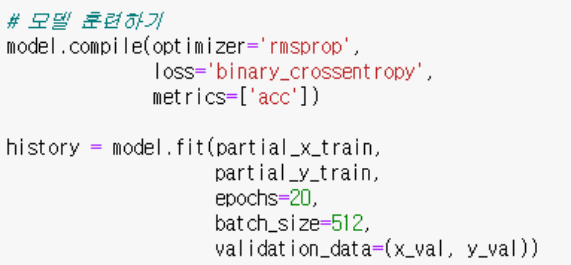 # 모델 훈련하기
model.compile(optimizer='rmsprop',
              loss='binary_crossentropy',
              metrics=['acc'])

history = model.fit(partial_x_train,
                    partial_y_train,
                    epochs=20,
                    batch_size=512,
                    validation_data=(x_val, y_val))